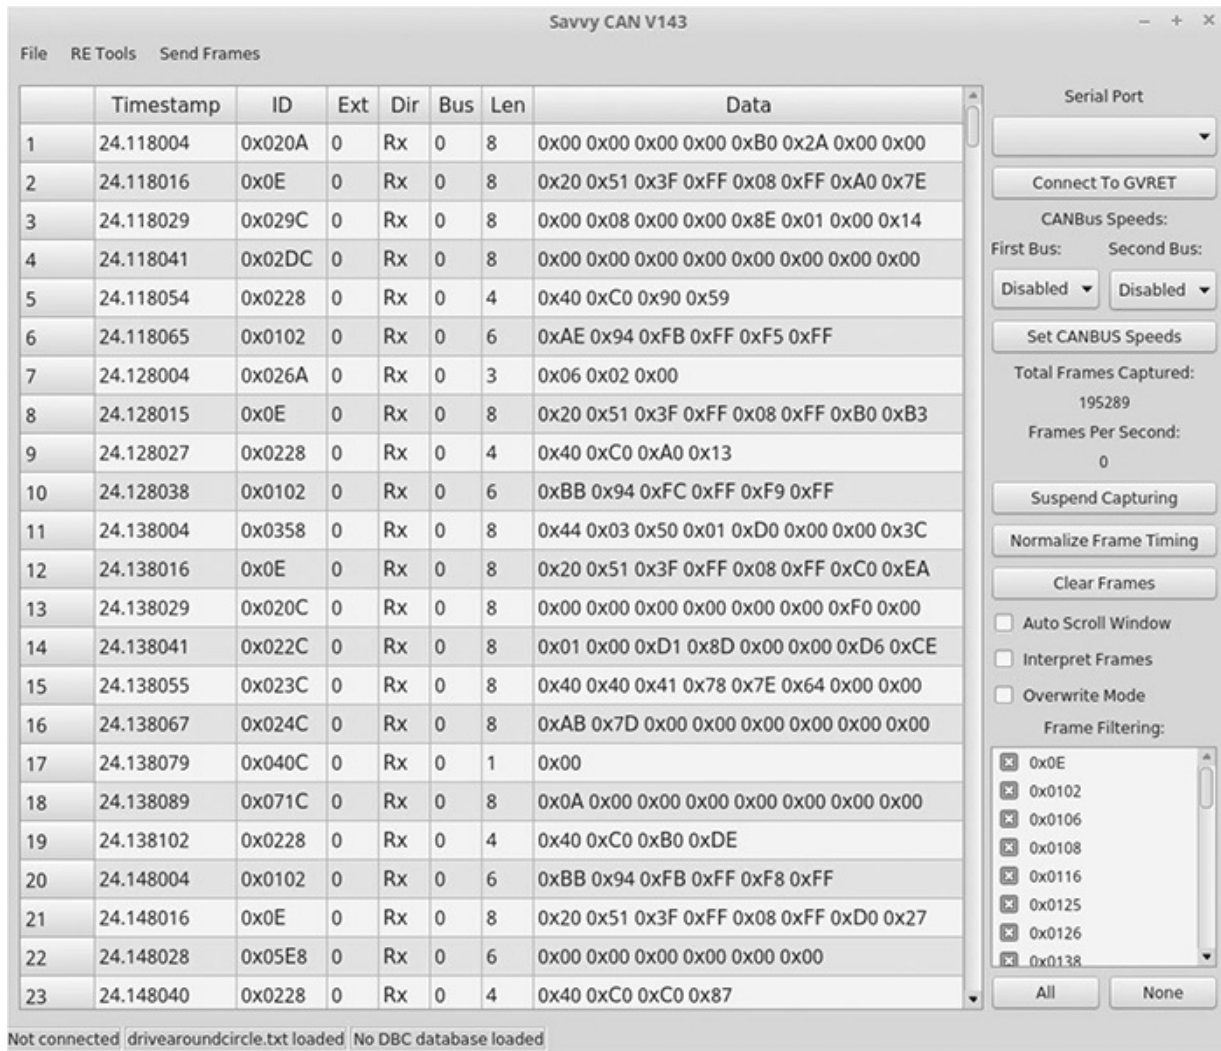 Savvy CAN V143
File RE Tools Send Frames
Timestamp ID Ext Dir Bus Len Data
1 24.118004 0x020A 0 Rx 0 8 0x00 0x00 0x00 0x00 0xB0 0x2A 0x00 0x00
2 24.118016 0x0E 0 Rx 0 8 0x20 0x51 0x3F 0xFF 0x08 0xFF 0xA0 0x7E
3 24.118029 0x029C 0 Rx 0 8 0x00 0x08 0x00 0x00 0x8E 0x01 0x00 0x14
4 24.118041 0x02DC 0 Rx 0 8 0x00 0x00 0x00 0x00 0x00 0x00 0x00 0x00
5 24.118054 0x0228 0 Rx 0 4 0x40 0xC0 0x90 0x59
6 24.118065 0x0102 0 Rx 0 6 0xAE 0x94 0xFB 0xFF 0xF5 0xFF
7 24.128004 0x026A 0 Rx 0 3 0x06 0x02 0x00
8 24.128015 0x0E 0 Rx 0 8 0x20 0x51 0x3F 0xFF 0x08 0xFF 0xB0 0xB3
9 24.128027 0x0228 0 Rx 0 4 0x40 0xC0 0xA0 0x13
10 24.128038 0x0102 0 Rx 0 6 0xBB 0x94 0xFC 0xFF 0xF9 0xFF
11 24.138004 0x0358 0 Rx 0 8 0x44 0x03 0x50 0x01 0xD0 0x00 0x00 0x3C
12 24.138016 0x0E 0 Rx 0 8 0x20 0x51 0x3F 0xFF 0x08 0xFF 0xC0 0xEA
13 24.138029 0x020C 0 Rx 0 8 0x00 0x00 0x00 0x00 0x00 0x00 0xF0 0x00
14 24.138041 0x022C 0 Rx 0 8 0x01 0x00 0xD1 0x8D 0x00 0x00 0xD6 0xCE
15 24.138055 0x023C 0 Rx 0 8 0x40 0x40 0x41 0x78 0x7E 0x64 0x00 0x00
16 24.138067 0x024C 0 Rx 0 8 0xAB 0x7D 0x00 0x00 0x00 0x00 0x00 0x00
17 24.138079 0x040C 0 Rx 0 1 0x00
18 24.138089 0x071C 0 Rx 0 8 0x0A 0x00 0x00 0x00 0x00 0x00 0x00 0x00
19 24.138102 0x0228 0 Rx 0 4 0x40 0xC0 0xB0 0xDE
20 24.148004 0x0102 0 Rx 0 6 0xBB 0x94 0xFB 0xFF 0xF8 0xFF
21 24.148016 0x0E 0 Rx 0 8 0x20 0x51 0x3F 0xFF 0x08 0xFF 0xD0 0x27
22 24.148028 0x05E8 0 Rx 0 6 0x00 0x00 0x00 0x00 0x00 0x00
23 24.148040 0x0228 0 Rx 0 4 0x40 0xC0 0xC0 0x87
Serial Port
Connect To GVRET
CANBus Speeds:
First Bus: Second Bus:
Disabled Disabled
Set CANBUS Speeds
Total Frames Captured:
195289
Frames Per Second:
0
Suspend Capturing
Normalize Frame Timing
Clear Frames
Auto Scroll Window
Interpret Frames
Overwrite Mode
Frame Filtering:
0x0E
0x0102
0x0106
0x0108
0x0116
0x0125
0x0126
0x0138
All None
Not connected drivearoundcircle.txt loaded No DBC database loaded